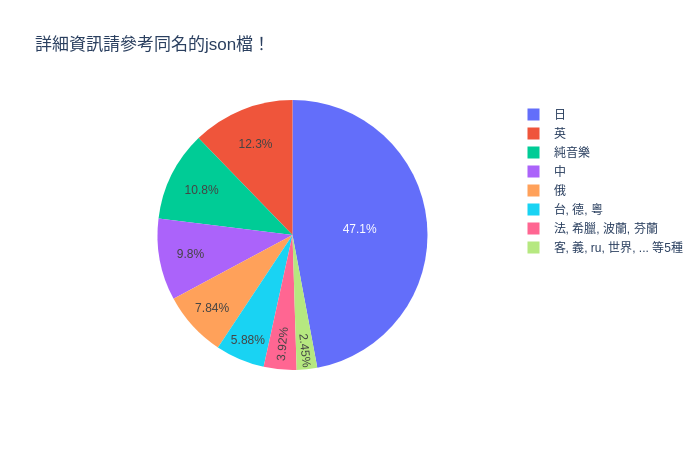 詳細資訊請參考同名的json檔！
47.1%
12.3%
10.8%
9.8%
7.84%
5.88%
3.92%
2.45%
日
英
純音樂
中
俄
台, 德, 粵
法, 希臘, 波蘭, 芬蘭
客, 義, ru, 世界, ... 等5種